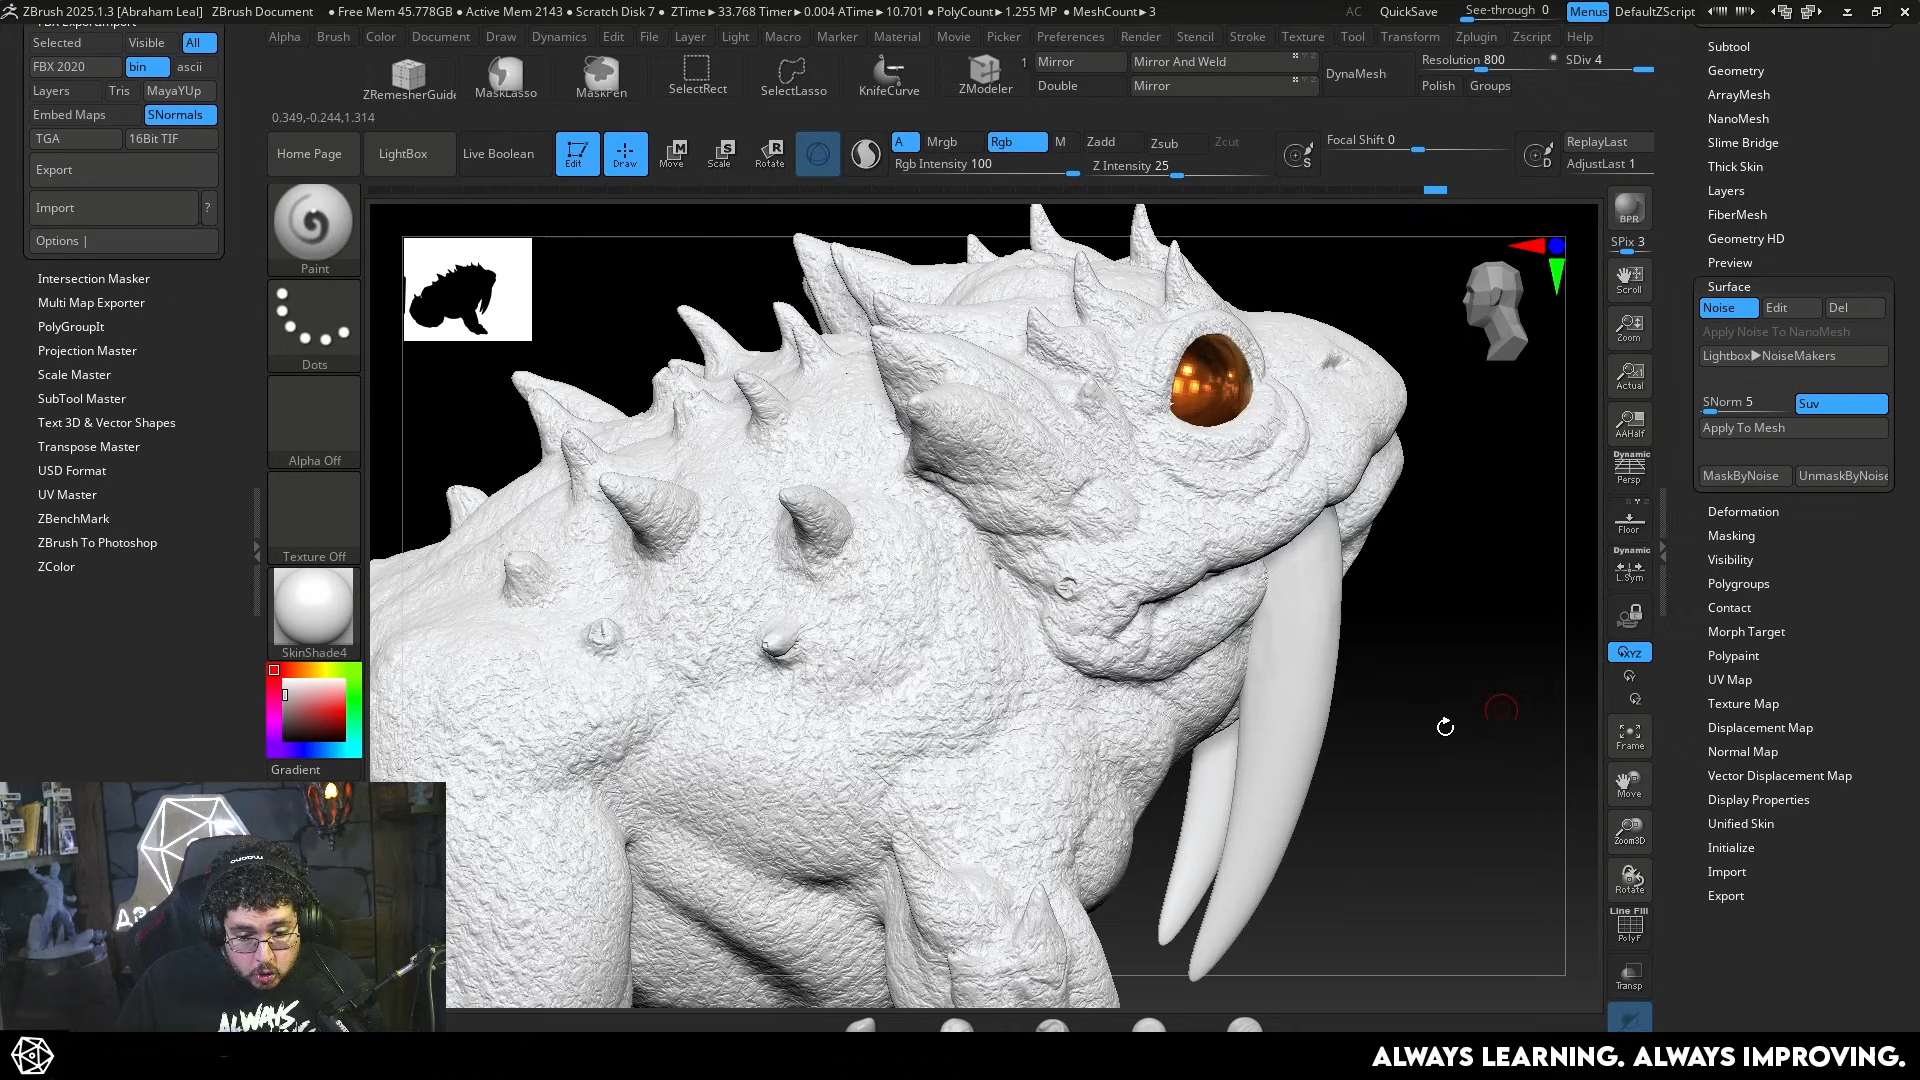 ZBrush 2025.1.3 [Abraham Leal] ZBrush Document ● Free Mem 45.778GB ● Active Mem 2143 ● Scratch Disk 7 ● ZTime►33.768 Timer►0.004 ATime►10.701 ● PolyCount►1.255 MP ● MeshCount►3 AC QuickSave See-through 0 Menus DefaultZScript
Alpha Brush Color Document Draw Dynamics Edit File Layer Light Macro Marker Material Movie Picker Preferences Render Stencil Stroke Texture Tool Transform Zplugin Zscript Help
Selected Visible All
FBX 2020 bin ascii
Layers Tris MayaYUp
Embed Maps SNormals
TGA 16Bit TIF
Export
Import ?
Options |
Intersection Masker
Multi Map Exporter
PolyGroupIt
Projection Master
Scale Master
SubTool Master
Text 3D & Vector Shapes
Transpose Master
USD Format
UV Master
ZBenchMark
ZBrush To Photoshop
ZColor
ZRemesherGuide MaskLasso MaskPen SelectRect SelectLasso KnifeCurve ZModeler
1 Mirror Mirror And Weld
Double Mirror
DynaMesh
Resolution 800 SDiv 4
Polish Groups
0.349,-0.244,1.314
Home Page LightBox Live Boolean Edit Draw Move Scale Rotate
M S R
A Mrgb Rgb M Zadd Zsub Zcut
Rgb Intensity 100 Z Intensity 25
S Focal Shift 0 D
ReplayLast
AdjustLast 1
Paint
Dots
Alpha Off
Texture Off
SkinShade4
Gradient
BPR
SPix 3
Scroll
Zoom
Actual
AAHalf
Dynamic
Persp
Floor
Dynamic
L.Sym
XYZ
Frame
Move
Zoom3D
Rotate
Line Fill
PolyF
Transp
Subtool
Geometry
ArrayMesh
NanoMesh
Slime Bridge
Thick Skin
Layers
FiberMesh
Geometry HD
Preview
Surface
Noise Edit Del
Apply Noise To NanoMesh
Lightbox►NoiseMakers
SNorm 5 Suv
Apply To Mesh
MaskByNoise UnmaskByNoise
Deformation
Masking
Visibility
Polygroups
Contact
Morph Target
Polypaint
UV Map
Texture Map
Displacement Map
Normal Map
Vector Displacement Map
Display Properties
Unified Skin
Initialize
Import
Export
ALWAYS
ALWAYS LEARNING. ALWAYS IMPROVING.